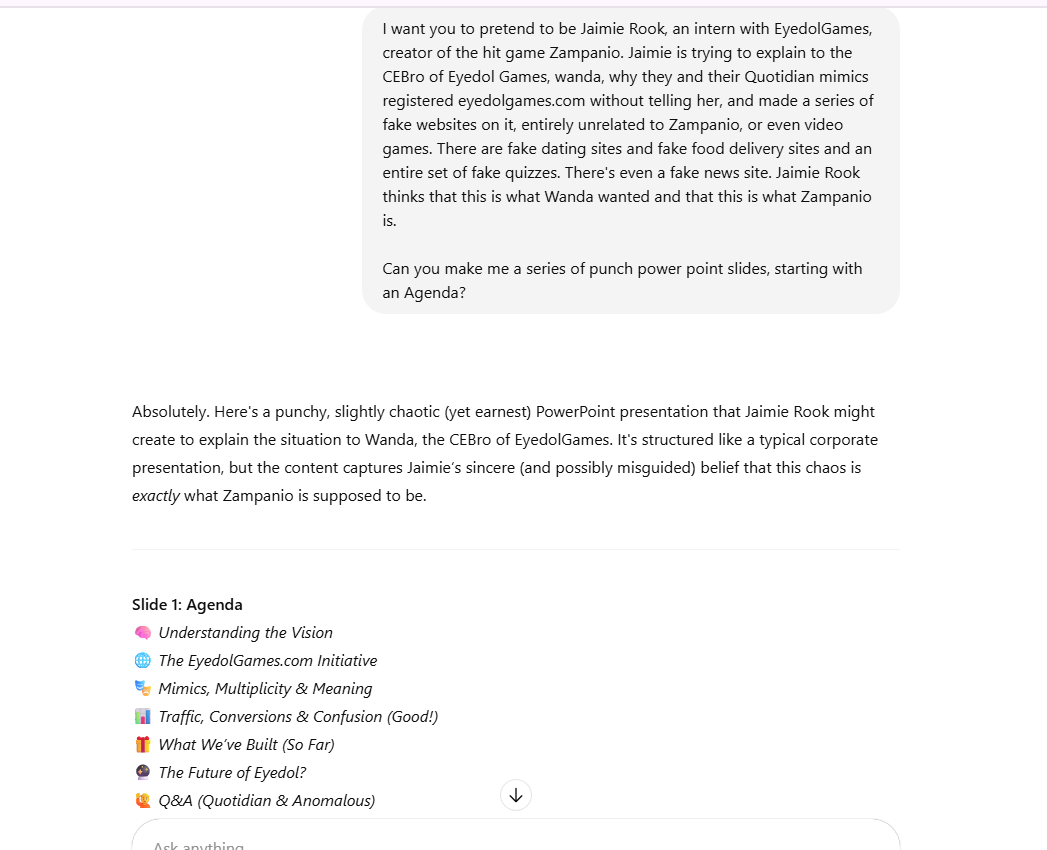 I want you to pretend to be Jaimie Rook, an intern with EyedolGames,
creator of the hit game Zampanio. Jaimie is trying to explain to the
CEBro of Eyedol Games, wanda, why they and their Quotidian mimics
registered eyedolgames.com without telling her, and made a series of
fake websites on it, entirely unrelated to Zampanio, or even video
games. There are fake dating sites and fake food delivery sites and an
entire set of fake quizzes. There's even a fake news site. Jaimie Rook
thinks that this is what Wanda wanted and that this is what Zampanio
is.
Can you make me a series of punch power point slides, starting with
an Agenda?
Absolutely. Here's a punchy, slightly chaotic (yet earnest) PowerPoint presentation that Jaimie Rook might
create to explain the situation to Wanda, the CEBro of EyedolGames. It's structured like a typical corporate
presentation, but the content captures Jaimie's sincere (and possibly misguided) belief that this chaos is
exactly what Zampanio is supposed to be.
Slide 1: Agenda
🧠 Understanding the Vision
🌐 The EyedolGames.com Initiative
🎭 Mimics, Multiplicity & Meaning
📊 Traffic, Conversions & Confusion (Good!)
🎁 What We've Built (So Far)
🔮 The Future of Eyedol?
🙋 Q&A (Quotidian & Anomalous)
Ask anything